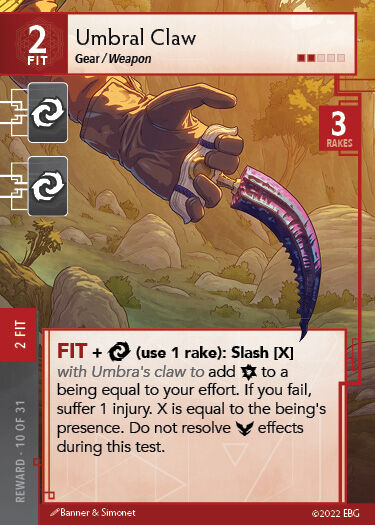 2
FIT
Umbral Claw
Gear / Weapon
3
RAKES
2 FIT
REWARD - 10 OF 31
FIT + (use 1 rake): Slash [X]
with Umbra's claw to add to a
being equal to your effort. If you fail,
suffer 1 injury. X is equal to the being's
presence. Do not resolve effects
during this test.
Banner & Simonet
©2022 EBG